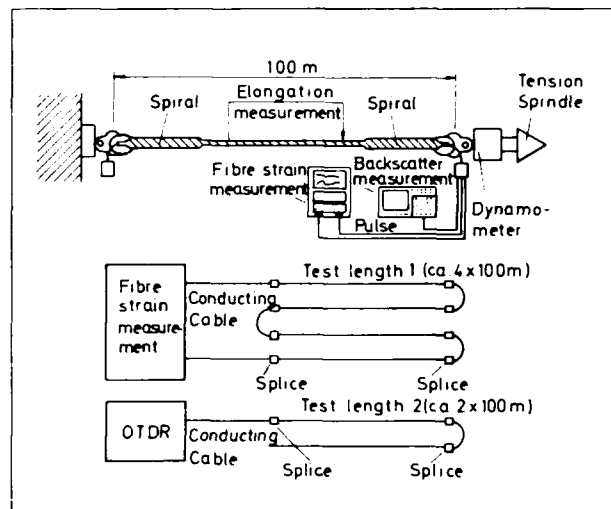 100 m
Elongation
measurement
Spiral
Spiral
Tension
Spindle
Fibre strain
measurement
Backscatter
measurement
Pulse
Dynamo-
meter
Fibre
strain
measure-
ment
Conducting
Cable
Test length 1 (ca. 4 x 100m)
Splice
Splice
OTDR
Conducting
Cable
Test length 2 (ca 2 x 100m)
Splice
Splice